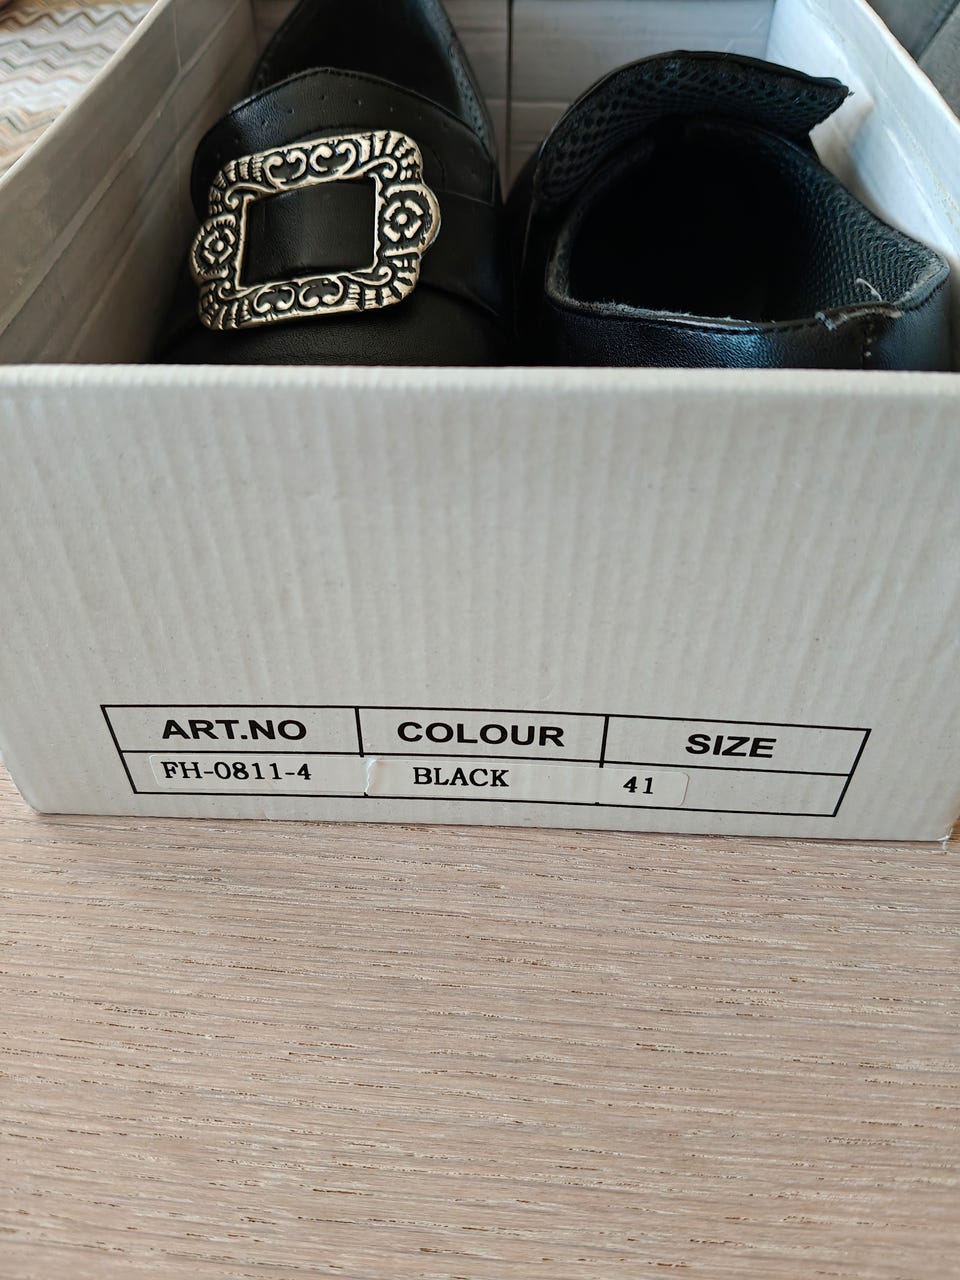 ART.NO COLOUR SIZE
FH-0811-4 BLACK 41